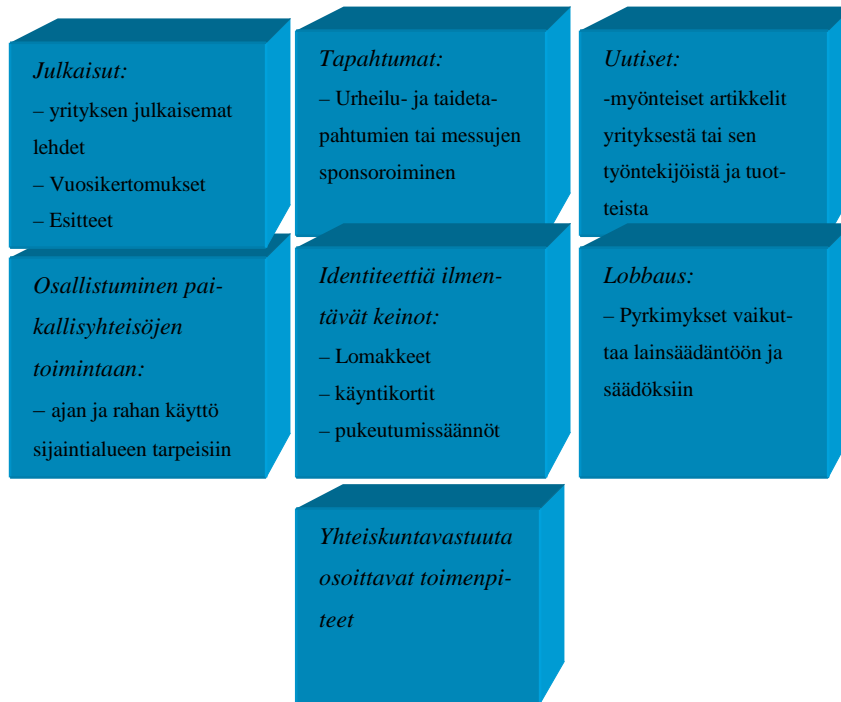 Julkaisut:
– yrityksen julkaisemat
lehdet
– Vuosikertomukset
– Esitteet
Tapahtumat:
– Urheilu- ja taideta-
pahtumien tai messujen
sponsoroiminen
Uutiset:
-myönteiset artikkelit
yrityksestä tai sen
työntekijöistä ja tuot-
teista
Osallistuminen pai-
kallisyhteisöjen
toimintaan:
– ajan ja rahan käyttö
sijaintialueen tarpeisiin
Identiteettiä ilmen-
tävät keinot:
– Lomakkeet
– käyntikortit
– pukeutumissäännöt
Lobbaus:
– Pyrkimykset vaikut-
taa lainsäädäntöön ja
säädöksiin
Yhteiskuntavastuuta
osoittavat toimenpi-
teet